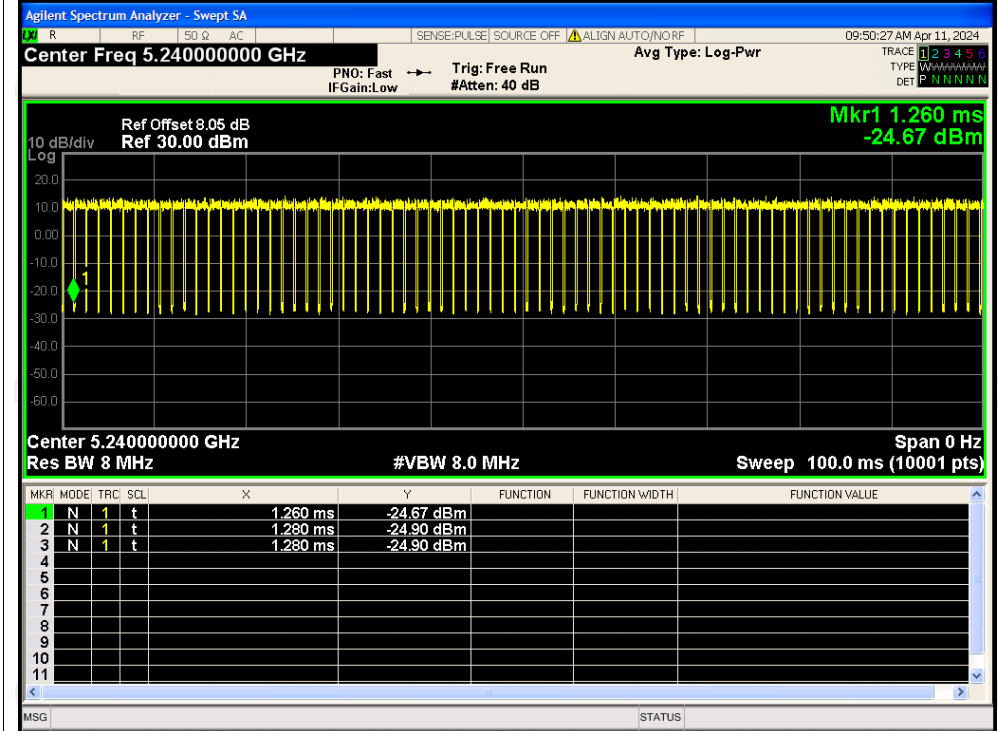 Agilent Spectrum Analyzer - Swept SA
LXI R RF 50 Ω AC SENSE:PULSE SOURCE OFF ALIGN AUTO/NO RF 09:50:27 AM Apr 11, 2024
Center Freq 5.240000000 GHz
PNO: Fast
IFGain:Low
Trig: Free Run
#Atten: 40 dB
Avg Type: Log-Pwr
TRACE 1 2 3 4 5 6
TYPE WWWWWW
DET P N N N N N
Mkr1 1.260 ms
-24.67 dBm
Ref Offset 8.05 dB
10 dB/div Ref 30.00 dBm
Log
20.0
10.0
0.00
-10.0
1
-20.0
-30.0
-40.0
-50.0
-60.0
Center 5.240000000 GHz Span 0 Hz
Res BW 8 MHz #VBW 8.0 MHz Sweep 100.0 ms (10001 pts)
MKR MODE TRC SCL X Y FUNCTION FUNCTION WIDTH FUNCTION VALUE
1 N 1 t 1.260 ms -24.67 dBm
2 N 1 t 1.280 ms -24.90 dBm
3 N 1 t 1.280 ms -24.90 dBm
4
5
6
7
8
9
10
11
MSG STATUS